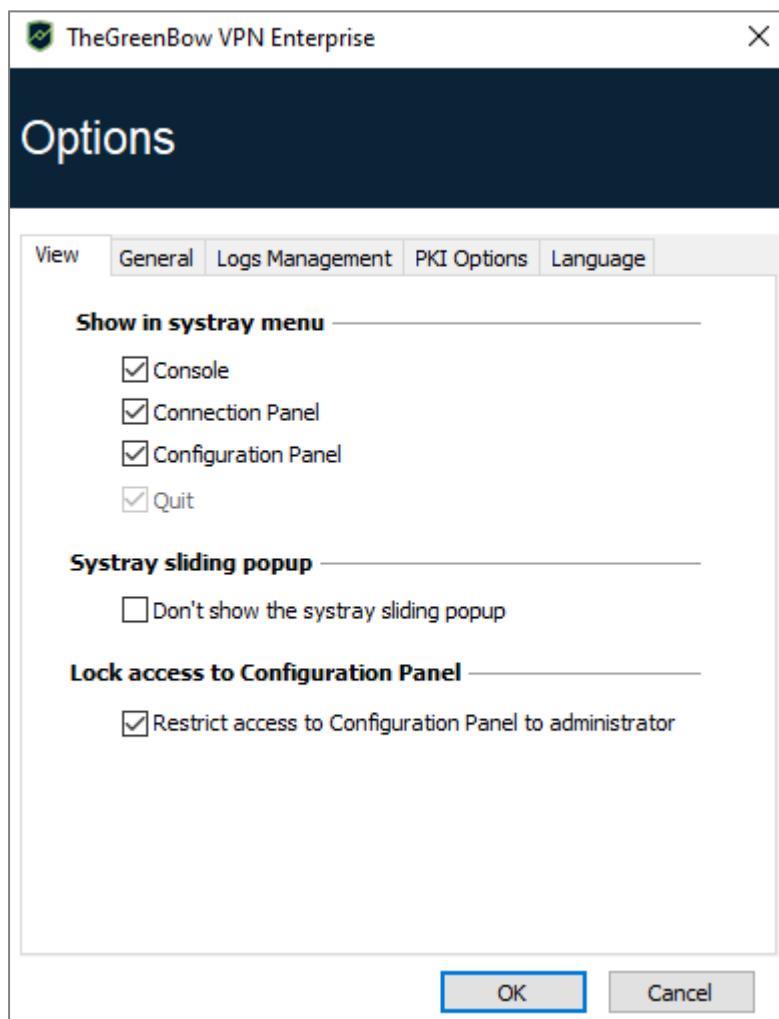 TheGreenBow VPN Enterprise
Options
View General Logs Management PKI Options Language
Show in systray menu
Console
Connection Panel
Configuration Panel
Quit
Systray sliding popup
Don't show the systray sliding popup
Lock access to Configuration Panel
Restrict access to Configuration Panel to administrator
OK Cancel